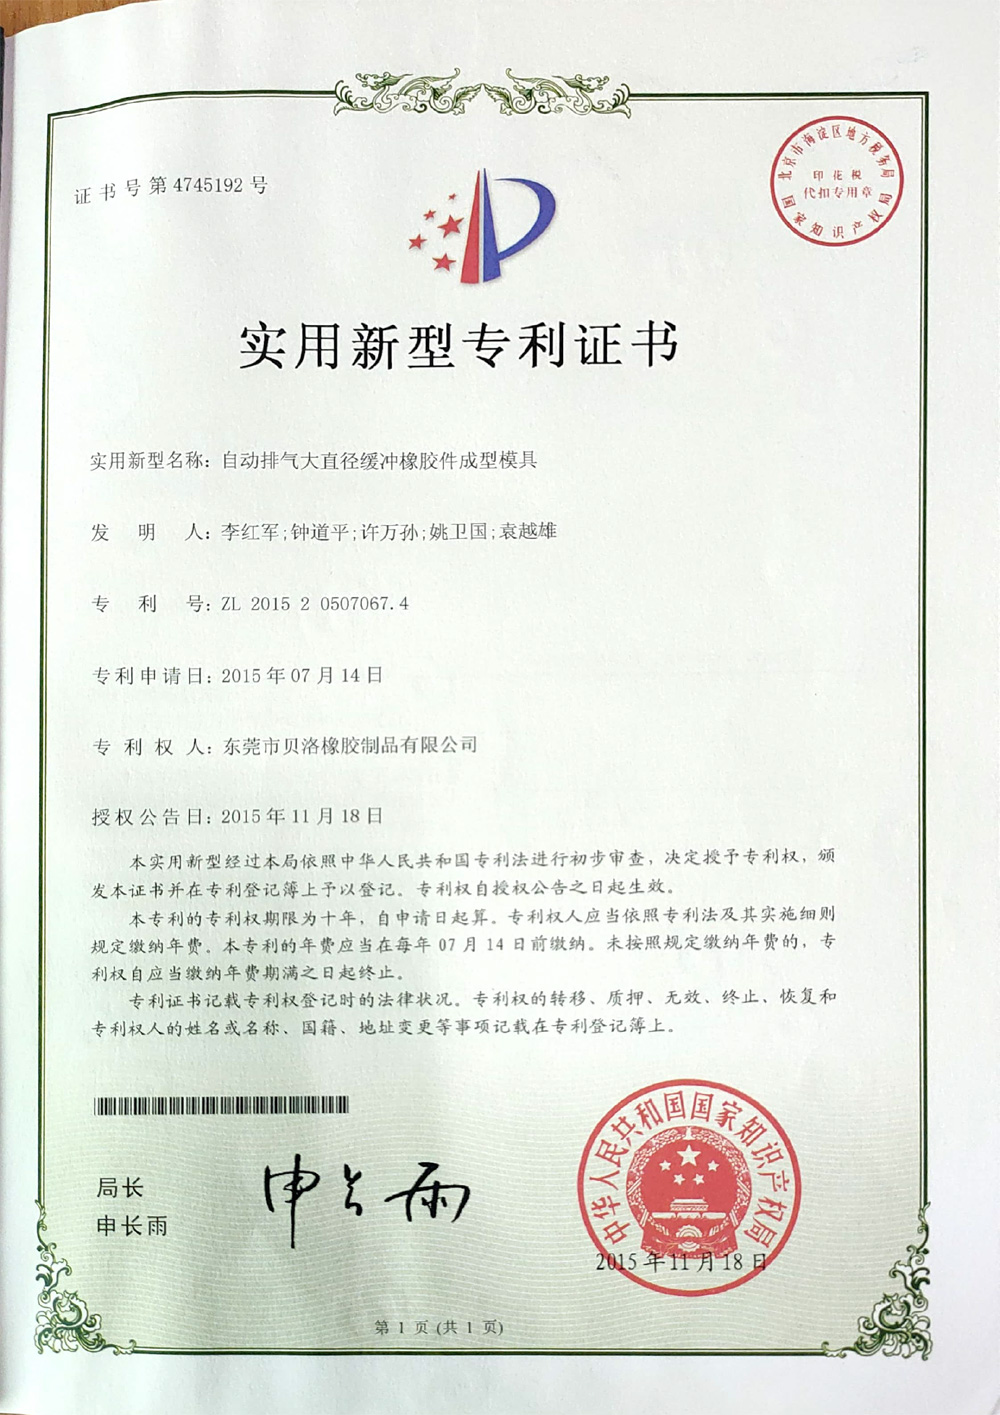 证书号第4745192号
北京市海淀区地方税务局
印花税
代扣专用章
国家知识产权局
实用新型专利证书
实用新型名称：自动排气大直径缓冲橡胶件成型模具
发明人：李红军;钟道平;许万孙;姚卫国;袁越雄
专利号：ZL 2015 2 0507067.4
专利申请日：2015年07月14日
专利权人：东莞市贝洛橡胶制品有限公司
授权公告日：2015年11月18日
本实用新型经过本局依照中华人民共和国专利法进行初步审查，决定授予专利权，颁
发本证书并在专利登记簿上予以登记。专利权自授权公告之日起生效。
本专利的专利权期限为十年，自申请日起算。专利权人应当依照专利法及其实施细则
规定缴纳年费。本专利的年费应当在每年07月14日前缴纳。未按照规定缴纳年费的，专
利权自应当缴纳年费期满之日起终止。
专利证书记载专利权登记时的法律状况。专利权的转移、质押、无效、终止、恢复和
专利权人的姓名或名称、国籍、地址变更等事项记载在专利登记簿上。
局长
申长雨
申长雨
中华人民共和国国家知识产权局
2015年11月18日
第1页(共1页)